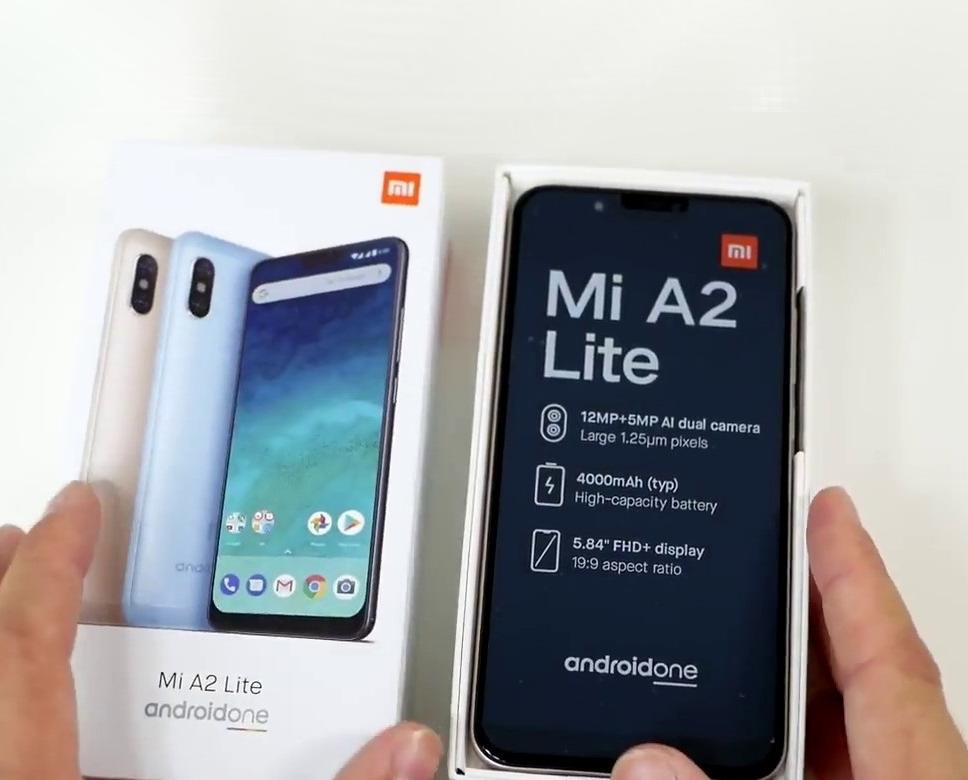 mi
Mi A2 Lite
androidone
mi
Mi A2
Lite
12MP+5MP AI dual camera
Large 1.25μm pixels
4000mAh (typ)
High-capacity battery
5.84" FHD+ display
19:9 aspect ratio
androidone